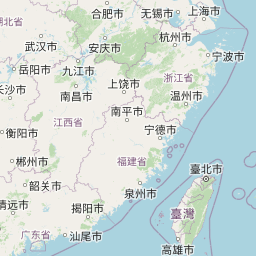 合肥市
无锡市
上海市
湖北省
武汉市
安庆市
杭州市
宁波市
岳阳市
九江市
上饶市
浙江省
长沙市
南昌市
温州市
江西省
南平市
宁德市
衡阳市
福建省
郴州市
臺北市
韶关市
泉州市
臺灣
清远市
揭阳市
广东省
汕尾市
高雄市